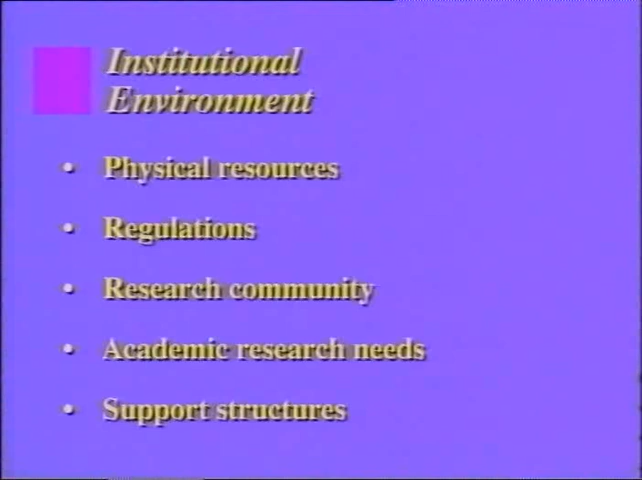 Institutional
Environment
• Physical resources
• Regulations
• Research community
• Academic research needs
• Support structures